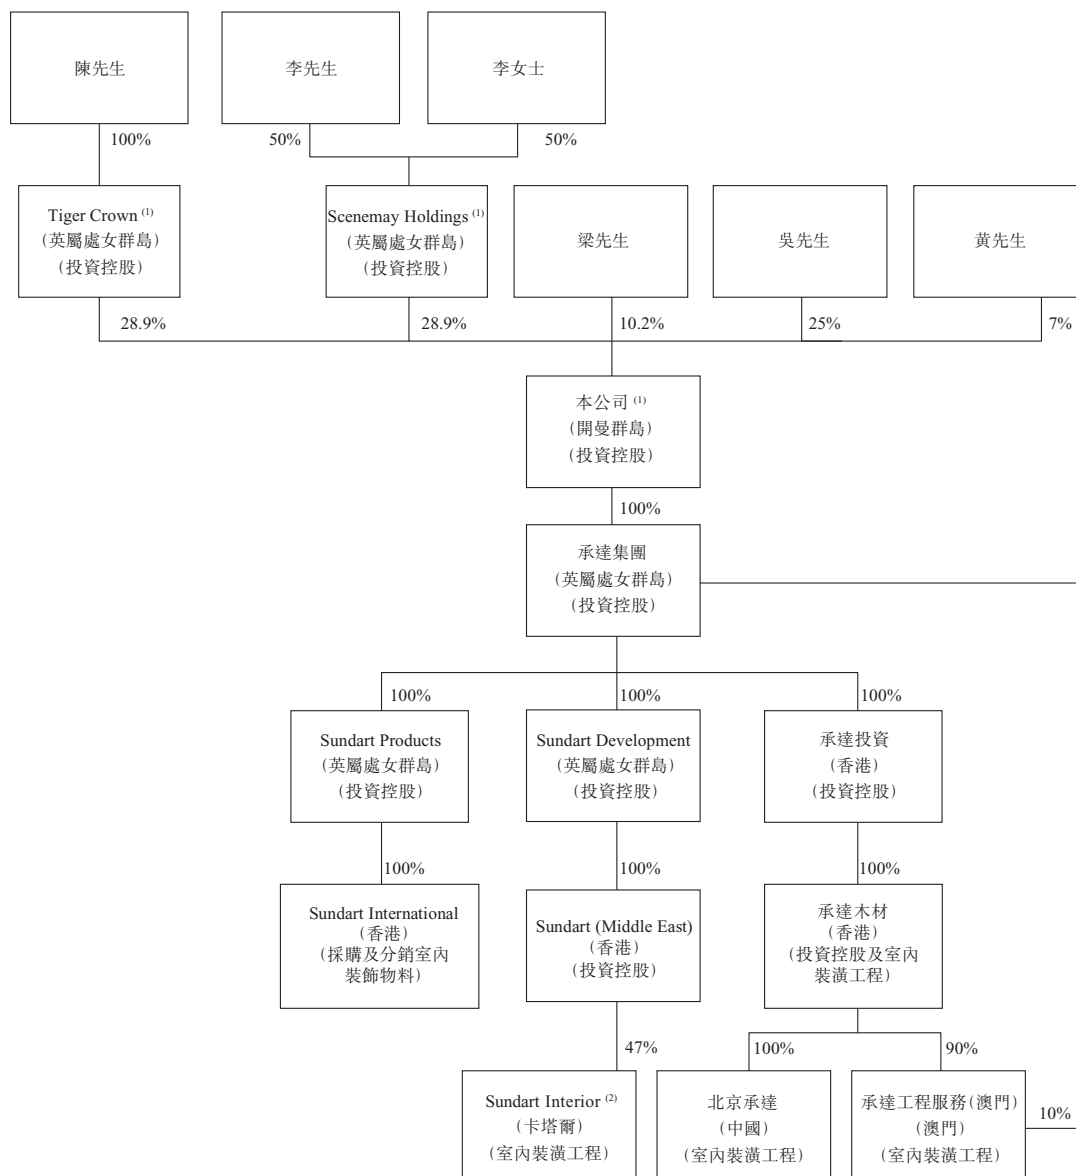 陳先生
李先生
李女士
100%
50%
50%
Tiger Crown (1)
(英屬處女群島)
(投資控股)
Scenemay Holdings (1)
(英屬處女群島)
(投資控股)
梁先生
吳先生
黃先生
28.9%
28.9%
10.2%
25%
7%
本公司 (1)
(開曼群島)
(投資控股)
100%
承達集團
(英屬處女群島)
(投資控股)
100%
100%
100%
Sundart Products
(英屬處女群島)
(投資控股)
Sundart Development
(英屬處女群島)
(投資控股)
承達投資
(香港)
(投資控股)
100%
100%
100%
Sundart International
(香港)
(採購及分銷室內
裝飾物料)
Sundart (Middle East)
(香港)
(投資控股)
承達木材
(香港)
(投資控股及室內
裝潢工程)
47%
100%
90%
Sundart Interior (2)
(卡塔爾)
(室內裝潢工程)
北京承達
(中國)
(室內裝潢工程)
承達工程服務(澳門)
(澳門)
(室內裝潢工程)
10%